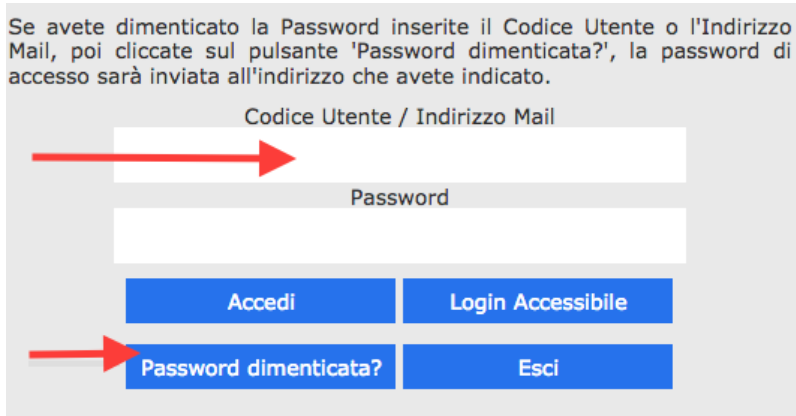 Se avete dimenticato la Password inserite il Codice Utente o l'Indirizzo
Mail, poi cliccate sul pulsante 'Password dimenticata?', la password di
accesso sarà inviata all'indirizzo che avete indicato.
Codice Utente / Indirizzo Mail
Password
Accedi Login Accessibile
Password dimenticata? Esci